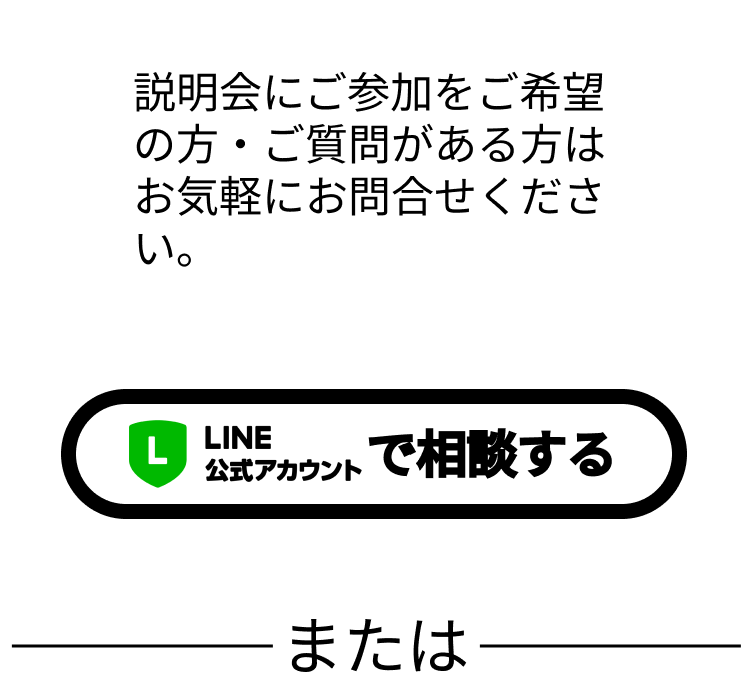 説明会にご参加をご希望
の方・ご質問がある方は
お気軽にお問合せくださ
い。
L LINE
公式アカウント で相談する
または